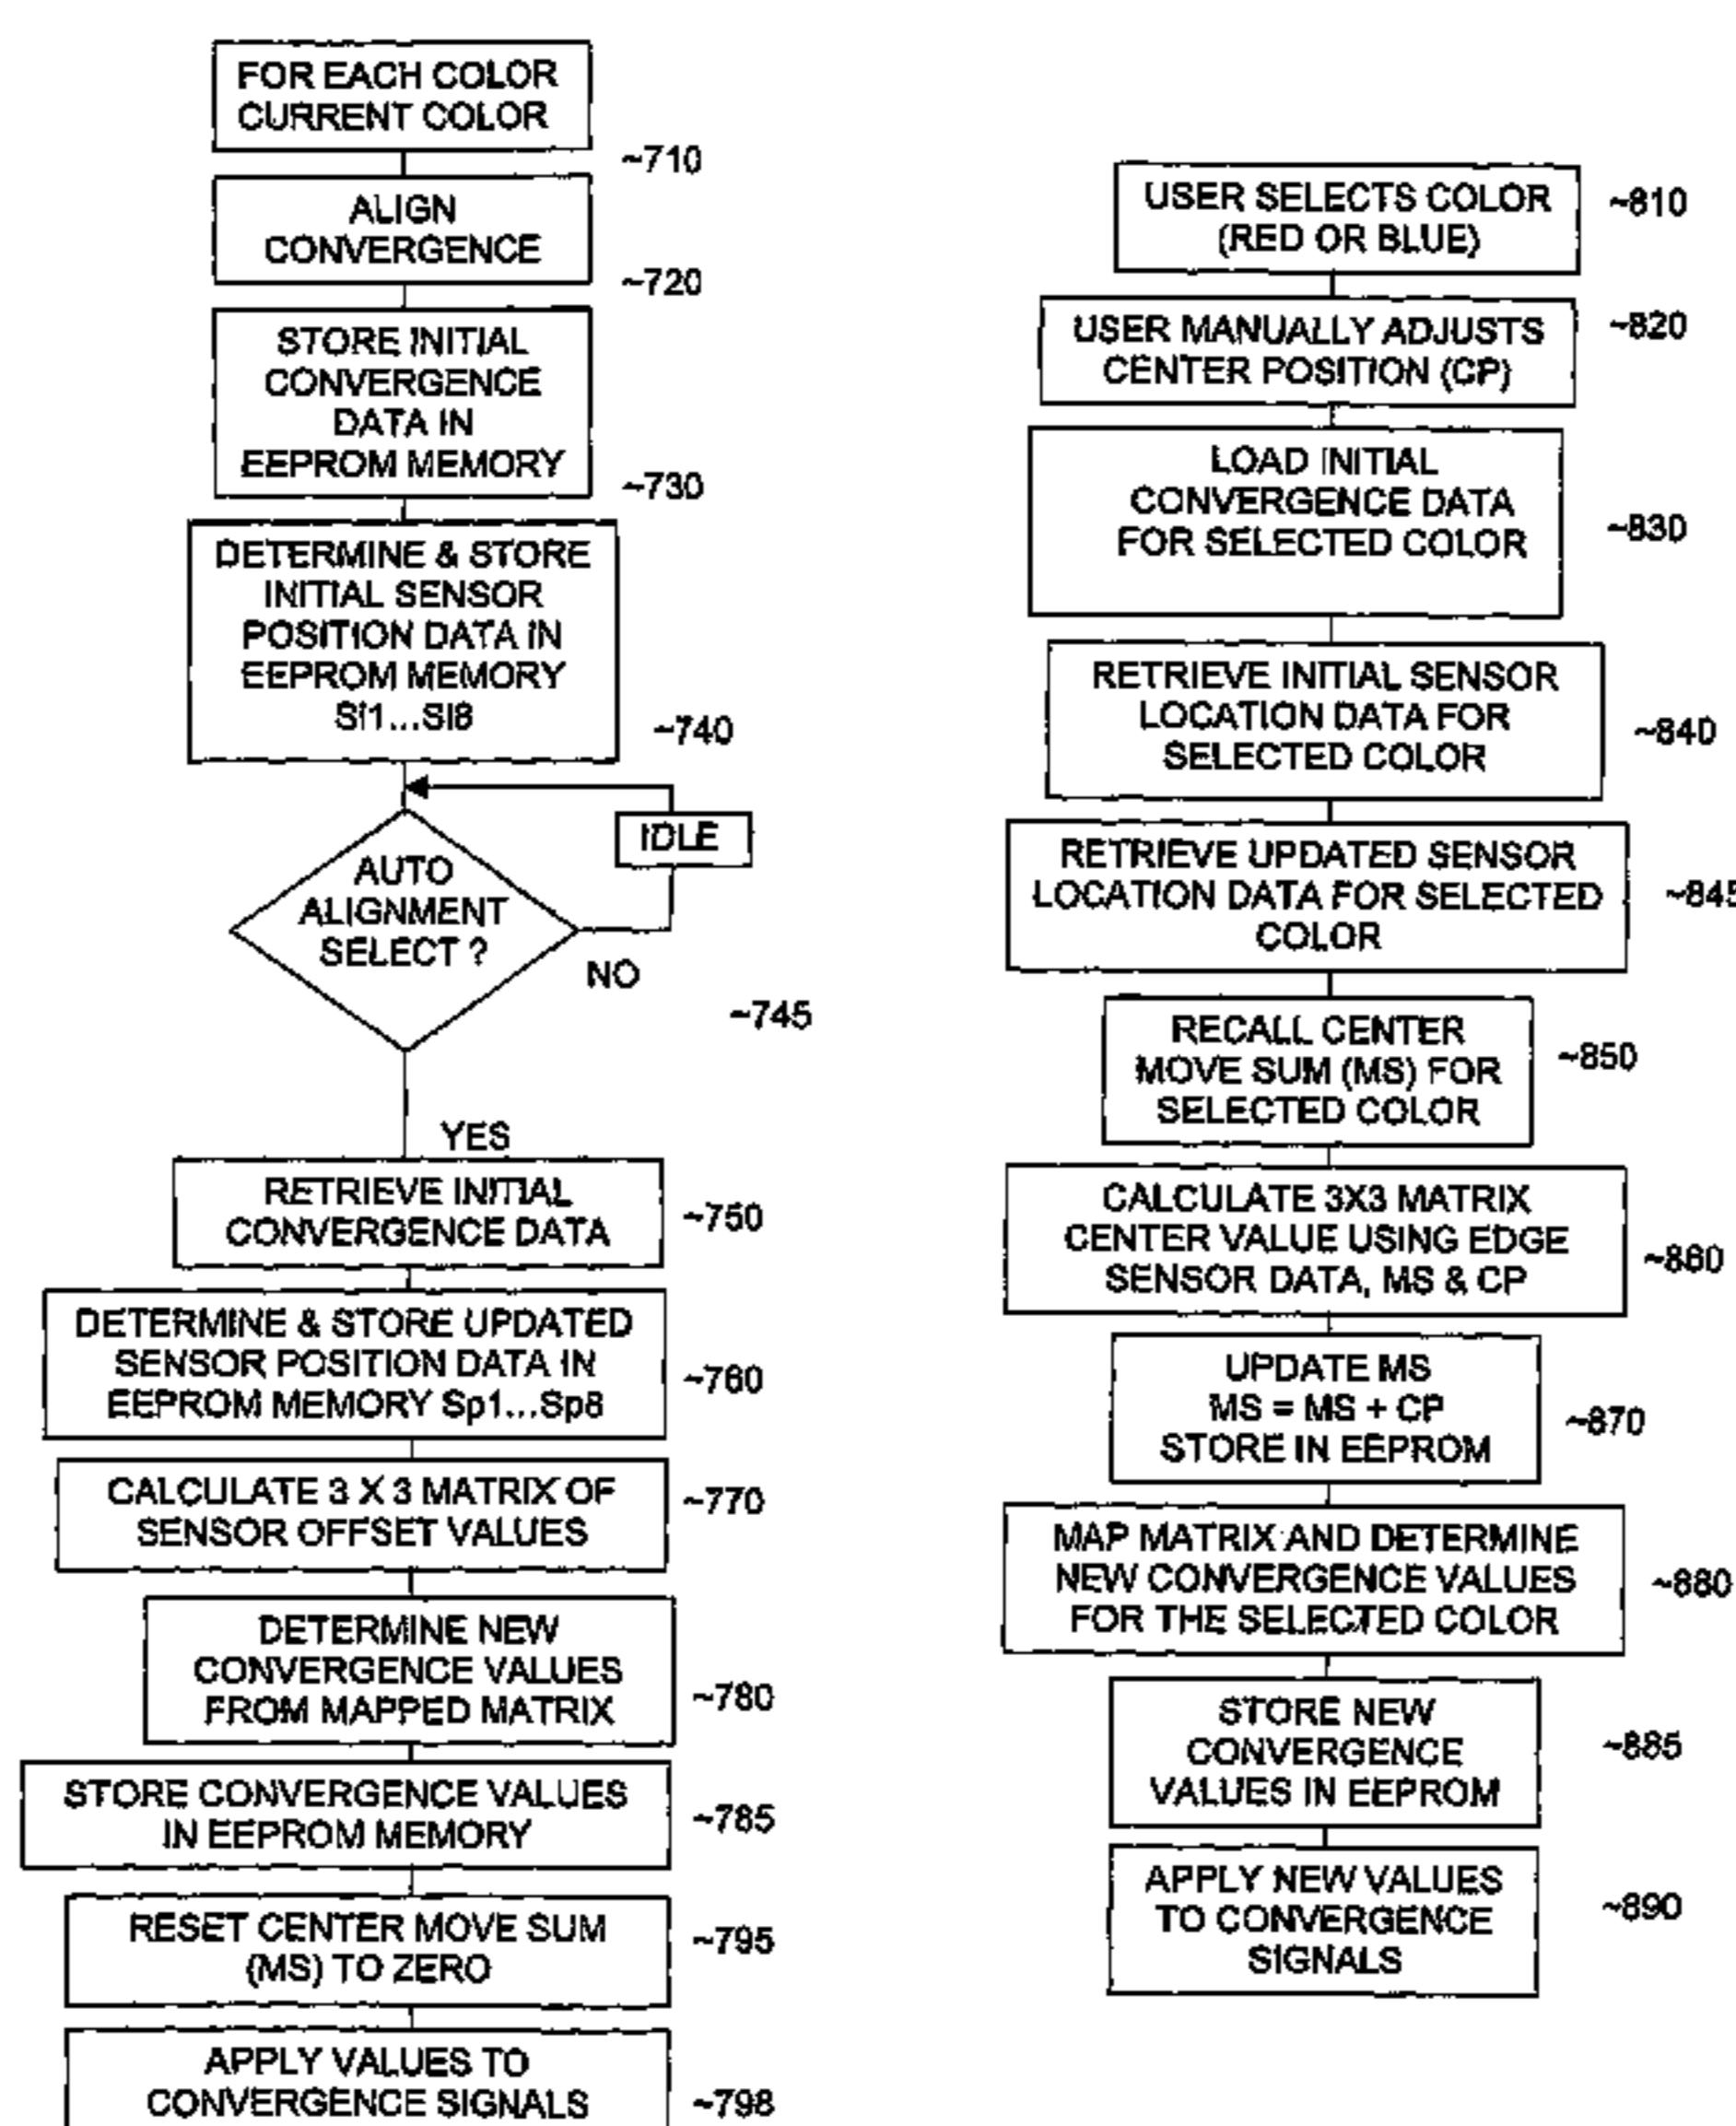 FOR EACH COLOR
CURRENT COLOR
~710
ALIGN
CONVERGENCE
~720
STORE INITIAL
CONVERGENCE
DATA IN
EEPROM MEMORY
~730
DETERMINE & STORE
INITIAL SENSOR
POSITION DATA IN
EEPROM MEMORY
Si1...Si8
~740
IDLE
AUTO
ALIGNMENT
SELECT ?
NO
~745
YES
RETRIEVE INITIAL
CONVERGENCE DATA
~750
DETERMINE & STORE UPDATED
SENSOR POSITION DATA IN
EEPROM MEMORY Sp1...Sp8
~760
CALCULATE 3 X 3 MATRIX OF
SENSOR OFFSET VALUES
~770
DETERMINE NEW
CONVERGENCE VALUES
FROM MAPPED MATRIX
~780
STORE CONVERGENCE VALUES
IN EEPROM MEMORY
~785
RESET CENTER MOVE SUM
(MS) TO ZERO
~795
APPLY VALUES TO
CONVERGENCE SIGNALS
~798
USER SELECTS COLOR
(RED OR BLUE)
~810
USER MANUALLY ADJUSTS
CENTER POSITION (CP)
~820
LOAD INITIAL
CONVERGENCE DATA
FOR SELECTED COLOR
~830
RETRIEVE INITIAL SENSOR
LOCATION DATA FOR
SELECTED COLOR
~840
RETRIEVE UPDATED SENSOR
LOCATION DATA FOR SELECTED
COLOR
~845
RECALL CENTER
MOVE SUM (MS) FOR
SELECTED COLOR
~850
CALCULATE 3X3 MATRIX
CENTER VALUE USING EDGE
SENSOR DATA, MS & CP
~860
UPDATE MS
MS = MS + CP
STORE IN EEPROM
~870
MAP MATRIX AND DETERMINE
NEW CONVERGENCE VALUES
FOR THE SELECTED COLOR
~880
STORE NEW
CONVERGENCE
VALUES IN EEPROM
~885
APPLY NEW VALUES
TO CONVERGENCE
SIGNALS
~890